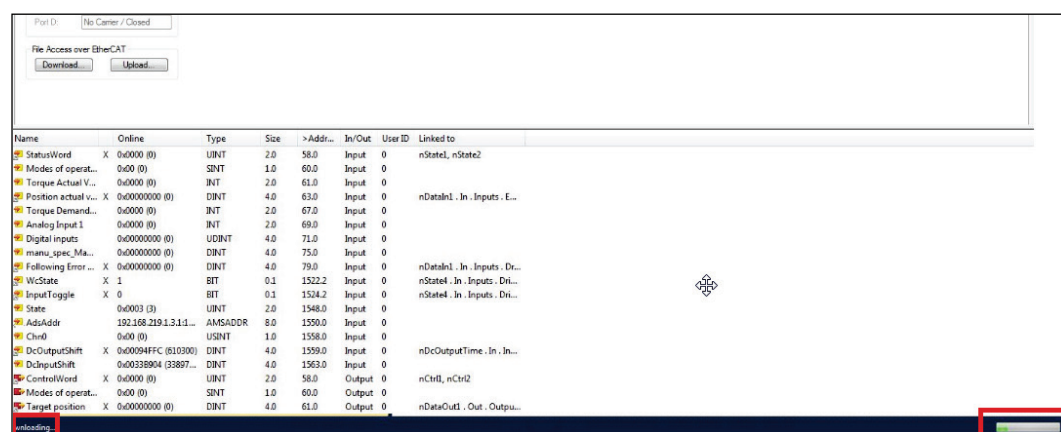 Port D: No Carrier / Closed
File Access over EtherCAT
Download... Upload...
Name Online Type Size >Addr... In/Out User ID Linked to
StatusWord X 0x0000 (0) UINT 2.0 58.0 Input 0 nState1, nState2
Modes of operat... 0x00 (0) SINT 1.0 60.0 Input 0
Torque Actual V... 0x0000 (0) INT 2.0 61.0 Input 0
Position actual v... X 0x00000000 (0) DINT 4.0 63.0 Input 0 nDataIn1 . In . Inputs . E...
Torque Demand... 0x0000 (0) INT 2.0 67.0 Input 0
Analog Input 1 0x0000 (0) INT 2.0 69.0 Input 0
Digital inputs 0x00000000 (0) UDINT 4.0 71.0 Input 0
manu_spec_Ma... 0x00000000 (0) DINT 4.0 75.0 Input 0
Following Error ... X 0x00000000 (0) DINT 4.0 79.0 Input 0 nDataIn1 . In . Inputs . Dr...
WcState X 1 BIT 0.1 1522.2 Input 0 nState4 . In . Inputs . Dri...
InputToggle X 0 BIT 0.1 1524.2 Input 0 nState4 . In . Inputs . Dri...
State 0x0003 (3) UINT 2.0 1548.0 Input 0
AdsAddr 192.168.219.1.3.1:1... AMSADDR 8.0 1550.0 Input 0
Chn0 0x00 (0) USINT 1.0 1558.0 Input 0
DcOutputShift X 0x00094FFC (610300) DINT 4.0 1559.0 Input 0 nDcOutputTime . In . In...
DcInputShift 0x0033B904 (33897... DINT 4.0 1563.0 Input 0
ControlWord X 0x0000 (0) UINT 2.0 58.0 Output 0 nCtrl1, nCtrl2
Modes of operat... 0x00 (0) SINT 1.0 60.0 Output 0
Target position X 0x00000000 (0) DINT 4.0 61.0 Output 0 nDataOut1 . Out . Outpu...
wnloading...